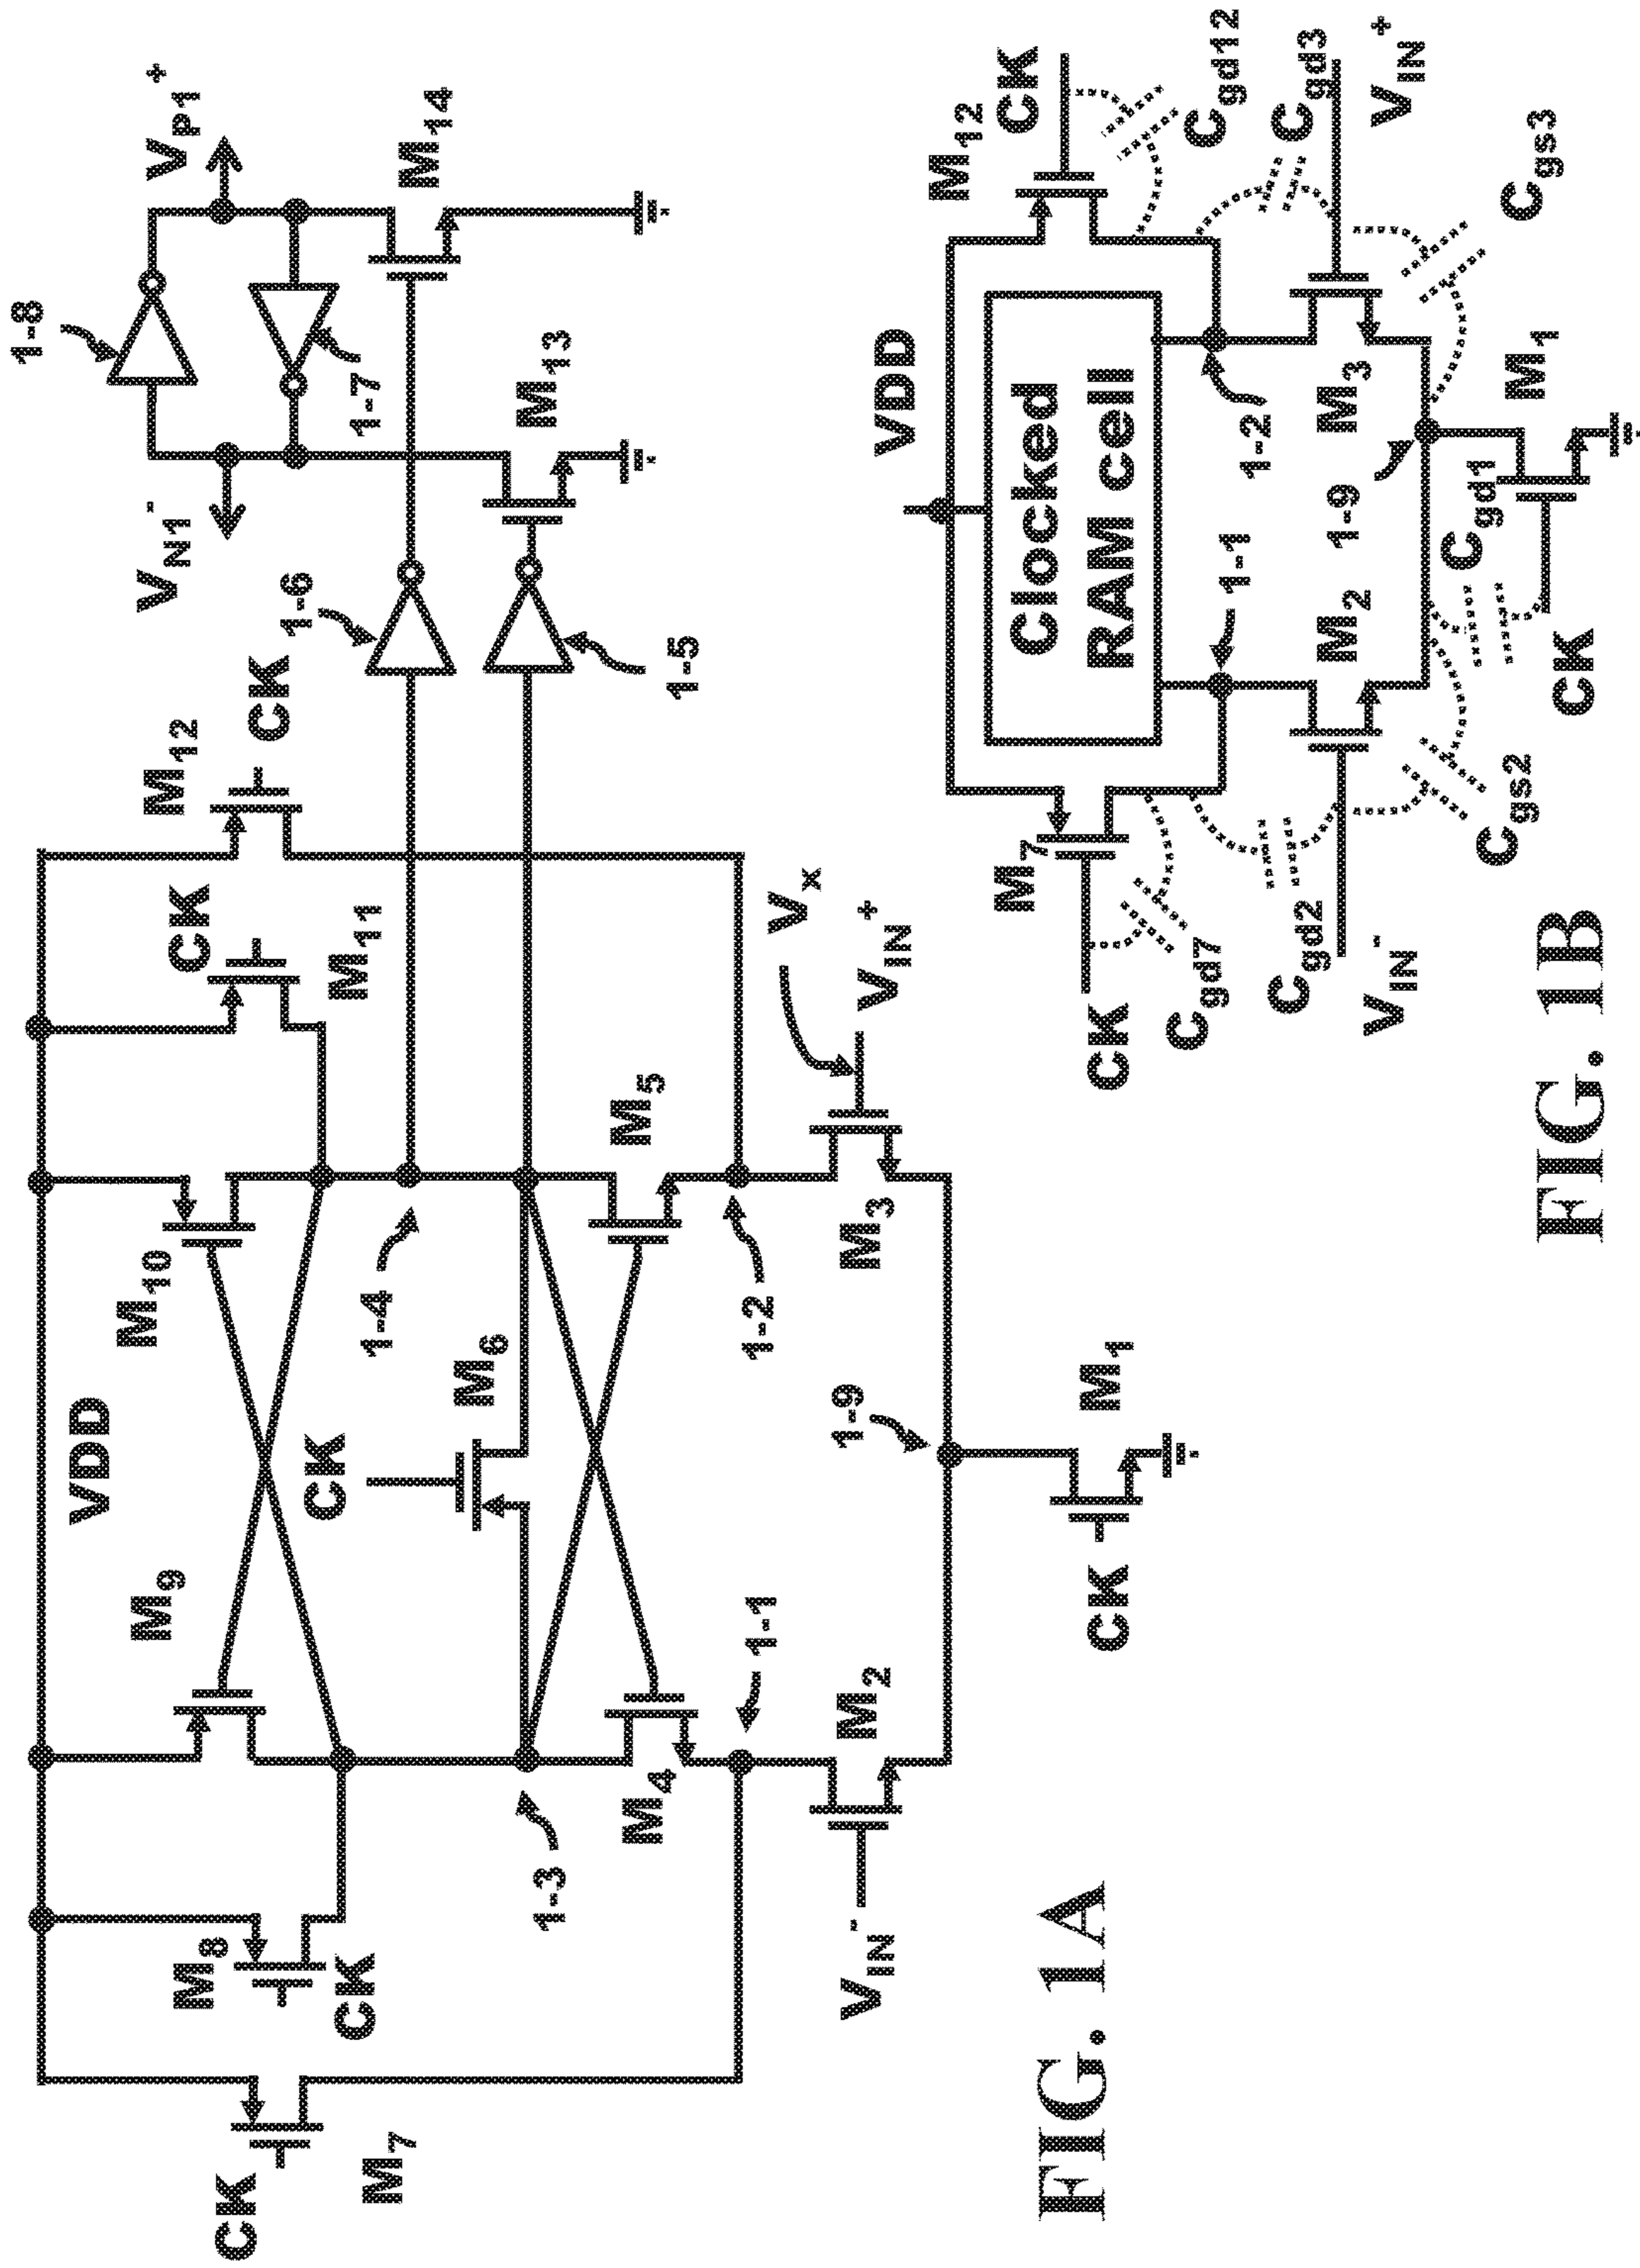 CK
M7
M8
CK
VDD
M9
M10
CK
M11
M12
CK
1-8
VP1+
VN1-
1-7
1-6
M14
M13
1-5
CK
M6
1-4
1-3
M4
M5
1-1
1-2
VX
VIN-
M2
M3
VIN+
1-9
CK
M1
FIG. 1A
VDD
M7
CK
Cgd7
Clocked
RAM cell
M12
CK
Cgd12
1-1
1-2
Cgd2
Cgd3
VIN-
M2
M3
VIN+
1-9
Cgs2
Cgd1
Cgs3
CK
M1
FIG. 1B